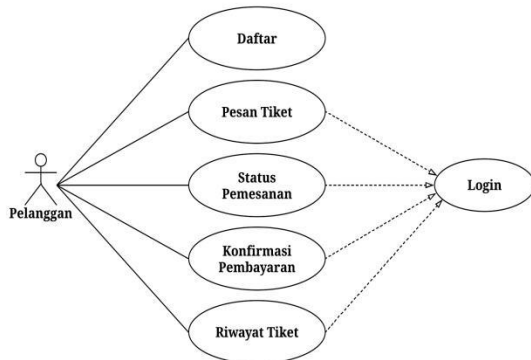 Daftar
Pesan Tiket
Status
Pemesanan
Login
Pelanggan
Konfirmasi
Pembayaran
Riwayat Tiket